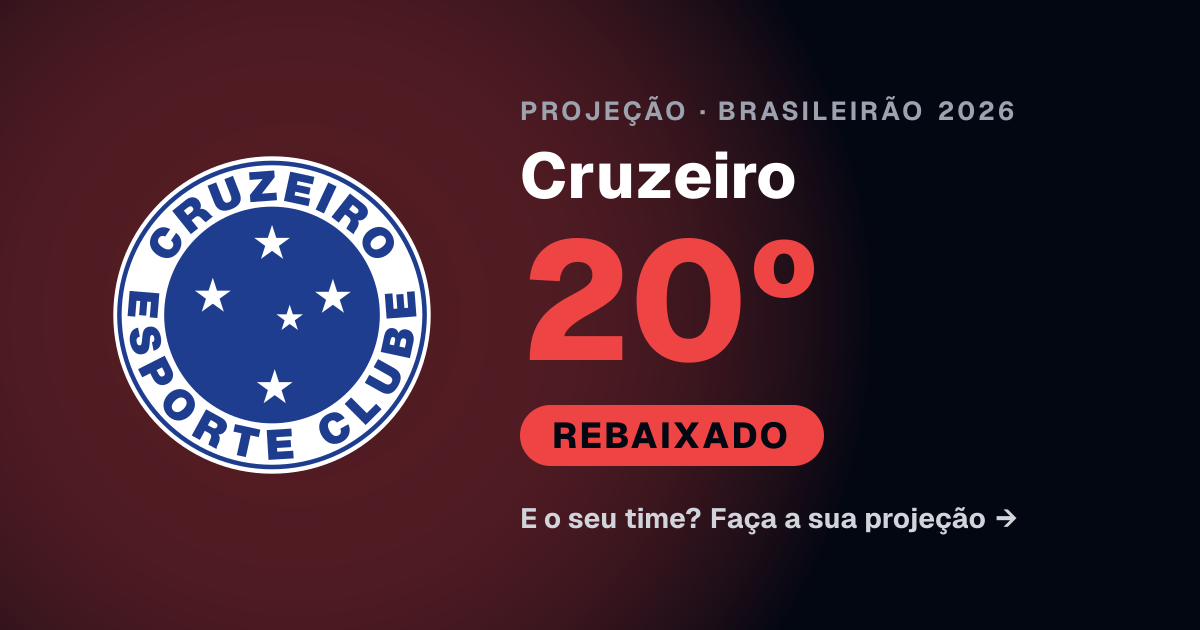 CRUZEIRO
ESPORTE CLUBE
PROJEÇÃO · BRASILEIRÃO 2026
Cruzeiro
20º
REBAIXADO
E o seu time? Faça a sua projeção →